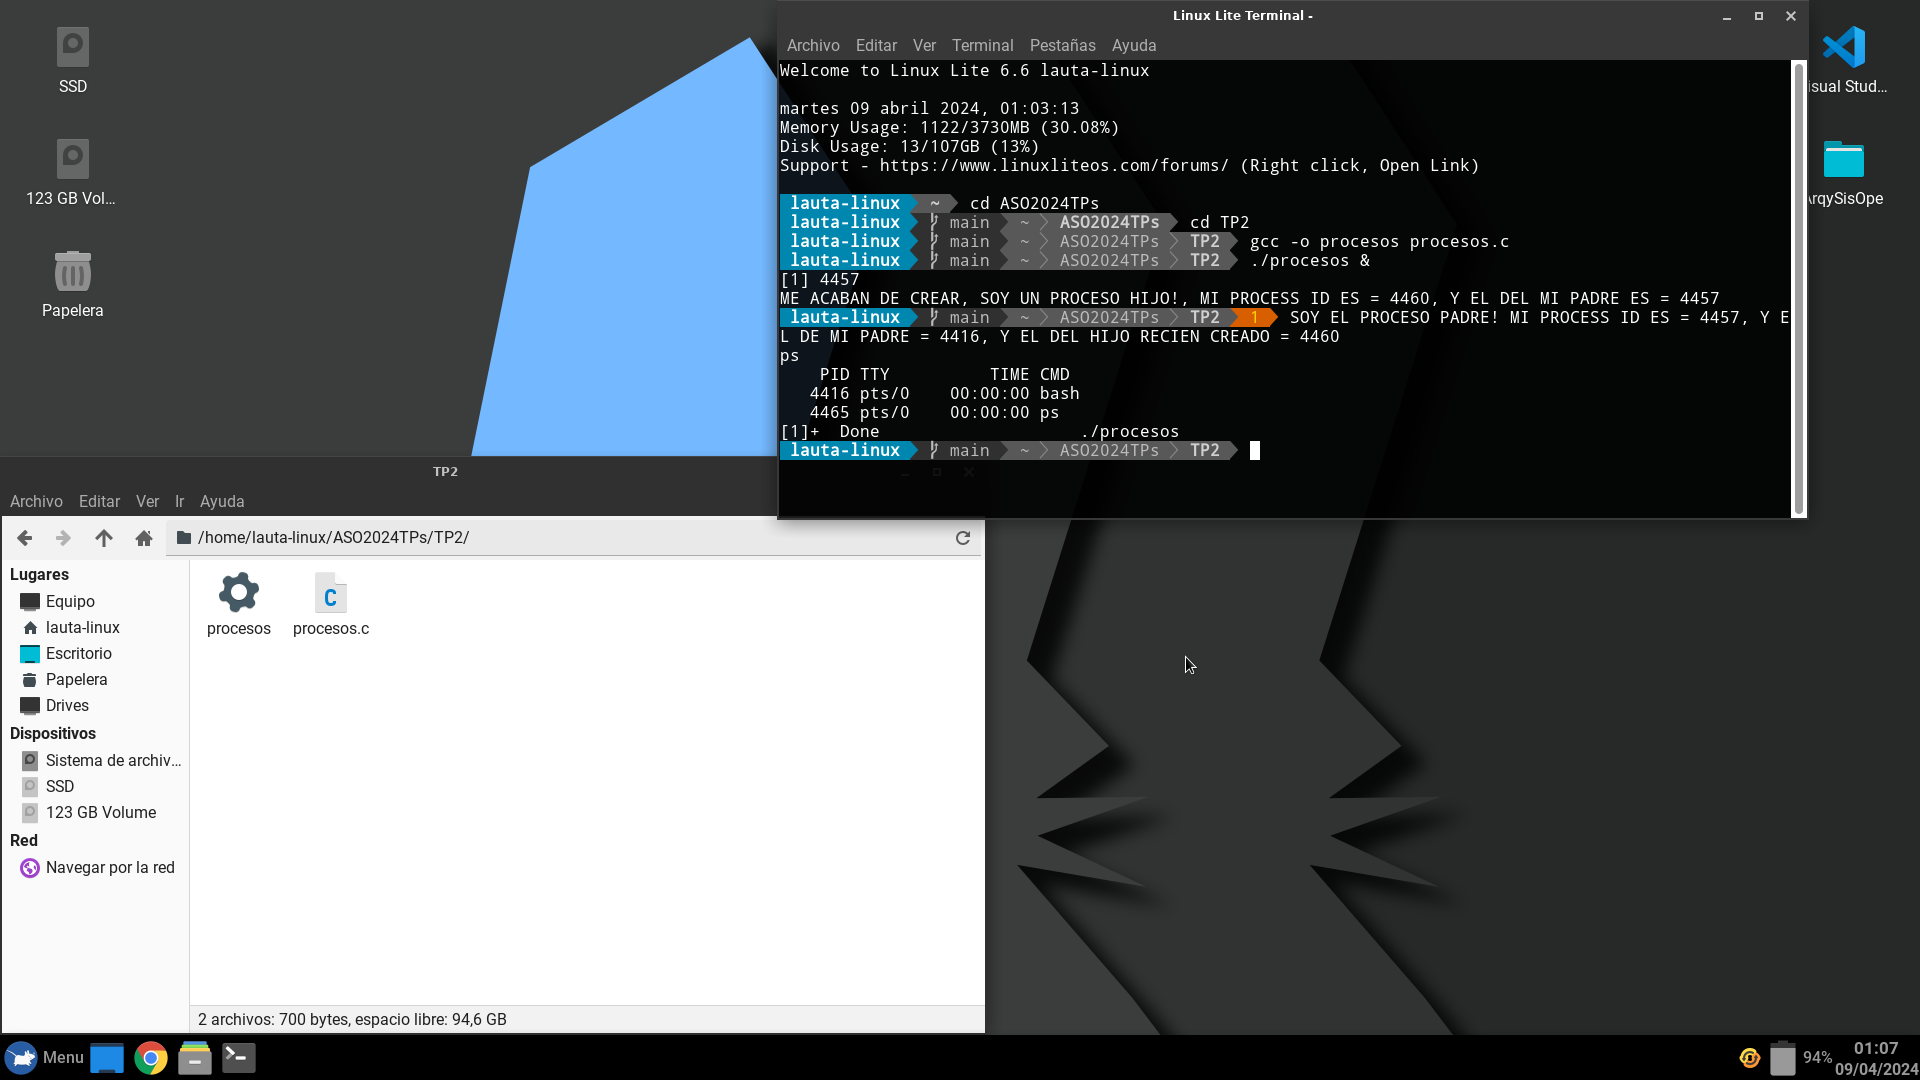 SSD
123 GB Vol...
Papelera
Linux Lite Terminal -
Archivo Editar Ver Terminal Pestañas Ayuda
Welcome to Linux Lite 6.6 lauta-linux
martes 09 abril 2024, 01:03:13
Memory Usage: 1122/3730MB (30.08%)
Disk Usage: 13/107GB (13%)
Support - https://www.linuxliteos.com/forums/ (Right click, Open Link)
lauta-linux ~ cd ASO2024TPs
lauta-linux main ~ ASO2024TPs cd TP2
lauta-linux main ~ ASO2024TPs TP2 gcc -o procesos procesos.c
lauta-linux main ~ ASO2024TPs TP2 ./procesos &
[1] 4457
ME ACABAN DE CREAR, SOY UN PROCESO HIJO!, MI PROCESS ID ES = 4460, Y EL DEL MI PADRE ES = 4457
lauta-linux main ~ ASO2024TPs TP2 1 SOY EL PROCESO PADRE! MI PROCESS ID ES = 4457, Y E
L DE MI PADRE = 4416, Y EL DEL HIJO RECIEN CREADO = 4460
ps
PID TTY TIME CMD
4416 pts/0 00:00:00 bash
4465 pts/0 00:00:00 ps
[1]+ Done ./procesos
lauta-linux main ~ ASO2024TPs TP2
isual Stud...
ArqySisOpe
TP2
Archivo Editar Ver Ir Ayuda
/home/lauta-linux/ASO2024TPs/TP2/
Lugares
Equipo
lauta-linux
Escritorio
Papelera
Drives
Dispositivos
Sistema de archiv...
SSD
123 GB Volume
Red
Navegar por la red
procesos
C
procesos.c
2 archivos: 700 bytes, espacio libre: 94,6 GB
Menu
94%
01:07
09/04/2024